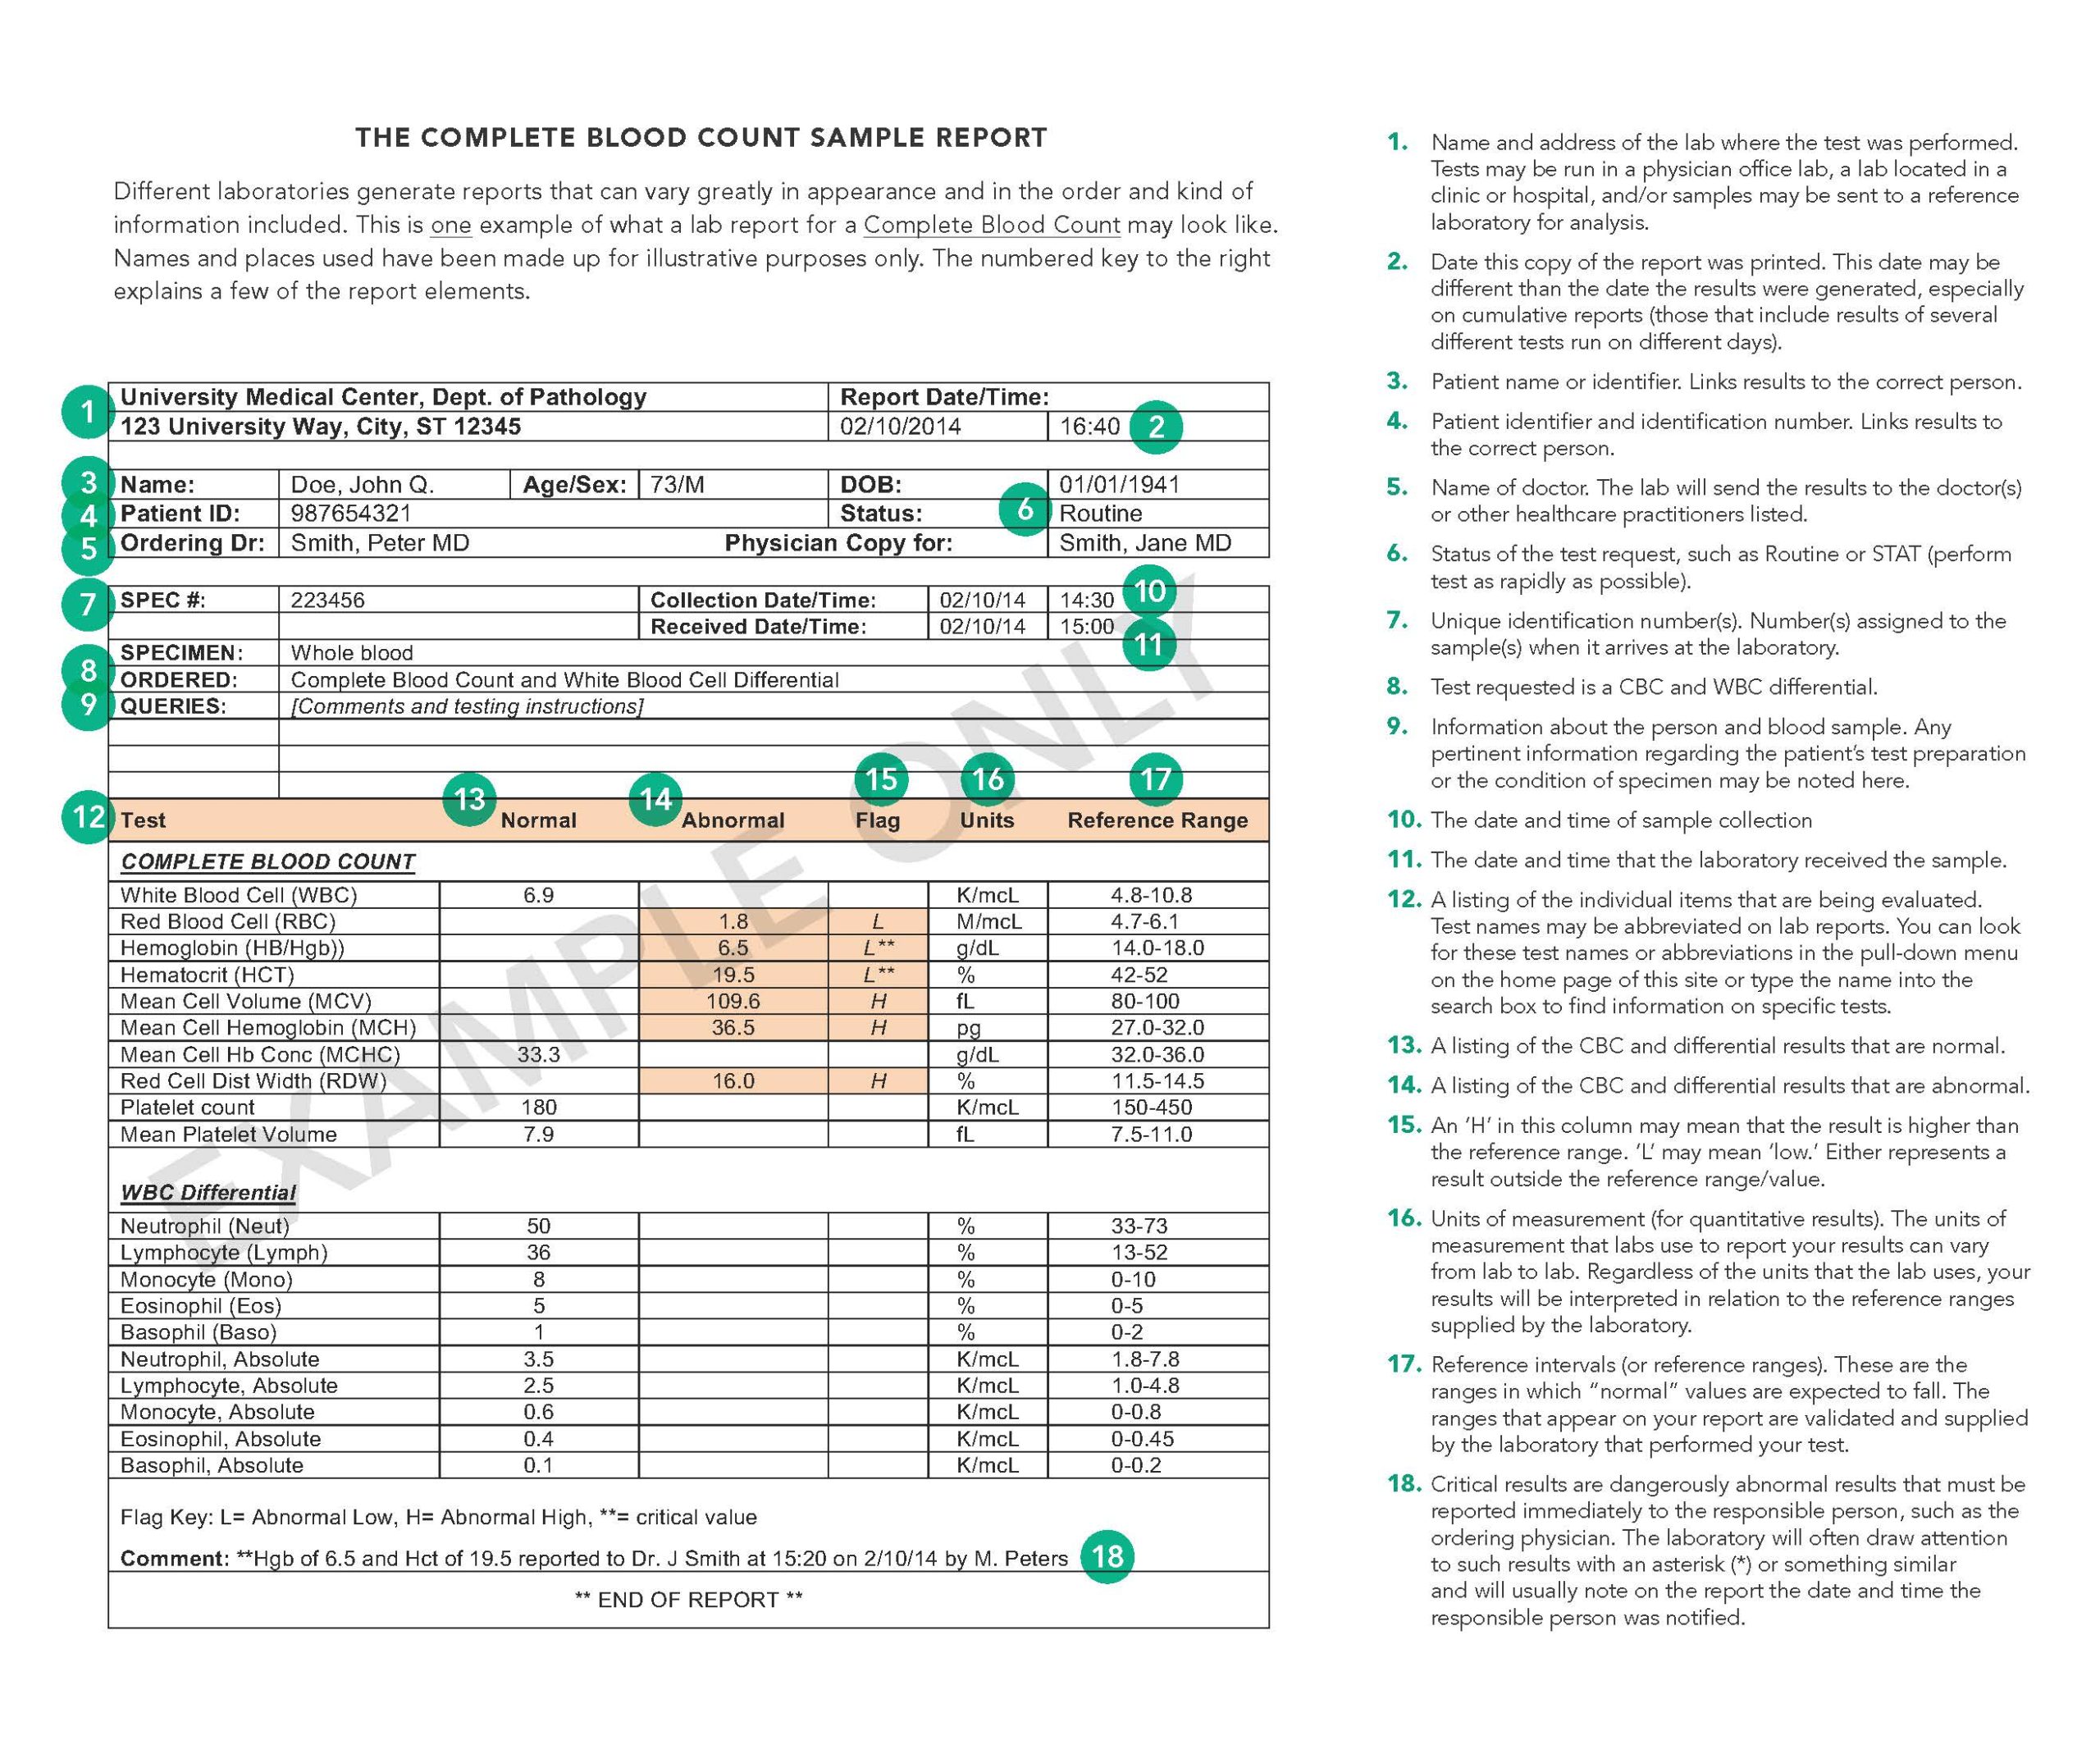 THE COMPLETE BLOOD COUNT SAMPLE REPORT
Different laboratories generate reports that can vary greatly in appearance and in the order and kind of
information included. This is one example of what a lab report for a Complete Blood Count may look like.
Names and places used have been made up for illustrative purposes only. The numbered key to the right
explains a few of the report elements.
1 University Medical Center, Dept. of Pathology Report Date/Time:
123 University Way, City, ST 12345 02/10/2014 16:40 2
3 Name: Doe, John Q. Age/Sex: 73/M DOB: 01/01/1941
4 Patient ID: 987654321 Status: 6 Routine
5 Ordering Dr: Smith, Peter MD Physician Copy for: Smith, Jane MD
7 SPEC #: 223456 Collection Date/Time: 02/10/14 14:30 10
Received Date/Time: 02/10/14 15:00 11
SPECIMEN: Whole blood
8 ORDERED: Complete Blood Count and White Blood Cell Differential
9 QUERIES: [Comments and testing instructions]
13 14 15 16 17
12 Test Normal Abnormal Flag Units Reference Range
COMPLETE BLOOD COUNT
White Blood Cell (WBC) 6.9 K/mcL 4.8-10.8
Red Blood Cell (RBC) 1.8 L M/mcL 4.7-6.1
Hemoglobin (HB/Hgb)) 6.5 L** g/dL 14.0-18.0
Hematocrit (HCT) 19.5 L** % 42-52
Mean Cell Volume (MCV) 109.6 H fL 80-100
Mean Cell Hemoglobin (MCH) 36.5 H pg 27.0-32.0
Mean Cell Hb Conc (MCHC) 33.3 g/dL 32.0-36.0
Red Cell Dist Width (RDW) 16.0 H % 11.5-14.5
Platelet count 180 K/mcL 150-450
Mean Platelet Volume 7.9 fL 7.5-11.0
WBC Differential
Neutrophil (Neut) 50 % 33-73
Lymphocyte (Lymph) 36 % 13-52
Monocyte (Mono) 8 % 0-10
Eosinophil (Eos) 5 % 0-5
Basophil (Baso) 1 % 0-2
Neutrophil, Absolute 3.5 K/mcL 1.8-7.8
Lymphocyte, Absolute 2.5 K/mcL 1.0-4.8
Monocyte, Absolute 0.6 K/mcL 0-0.8
Eosinophil, Absolute 0.4 K/mcL 0-0.45
Basophil, Absolute 0.1 K/mcL 0-0.2
Flag Key: L= Abnormal Low, H= Abnormal High, **= critical value
Comment: **Hgb of 6.5 and Hct of 19.5 reported to Dr. J Smith at 15:20 on 2/10/14 by M. Peters 18
** END OF REPORT **
EXAMPLE ONLY
1. Name and address of the lab where the test was performed.
Tests may be run in a physician office lab, a lab located in a
clinic or hospital, and/or samples may be sent to a reference
laboratory for analysis.
2. Date this copy of the report was printed. This date may be
different than the date the results were generated, especially
on cumulative reports (those that include results of several
different tests run on different days).
3. Patient name or identifier. Links results to the correct person.
4. Patient identifier and identification number. Links results to
the correct person.
5. Name of doctor. The lab will send the results to the doctor(s)
or other healthcare practitioners listed.
6. Status of the test request, such as Routine or STAT (perform
test as rapidly as possible).
7. Unique identification number(s). Number(s) assigned to the
sample(s) when it arrives at the laboratory.
8. Test requested is a CBC and WBC differential.
9. Information about the person and blood sample. Any
pertinent information regarding the patient's test preparation
or the condition of specimen may be noted here.
10. The date and time of sample collection
11. The date and time that the laboratory received the sample.
12. A listing of the individual items that are being evaluated.
Test names may be abbreviated on lab reports. You can look
for these test names or abbreviations in the pull-down menu
on the home page of this site or type the name into the
search box to find information on specific tests.
13. A listing of the CBC and differential results that are normal.
14. A listing of the CBC and differential results that are abnormal.
15. An 'H' in this column may mean that the result is higher than
the reference range. 'L' may mean 'low.' Either represents a
result outside the reference range/value.
16. Units of measurement (for quantitative results). The units of
measurement that labs use to report your results can vary
from lab to lab. Regardless of the units that the lab uses, your
results will be interpreted in relation to the reference ranges
supplied by the laboratory.
17. Reference intervals (or reference ranges). These are the
ranges in which "normal" values are expected to fall. The
ranges that appear on your report are validated and supplied
by the laboratory that performed your test.
18. Critical results are dangerously abnormal results that must be
reported immediately to the responsible person, such as the
ordering physician. The laboratory will often draw attention
to such results with an asterisk (*) or something similar
and will usually note on the report the date and time the
responsible person was notified.